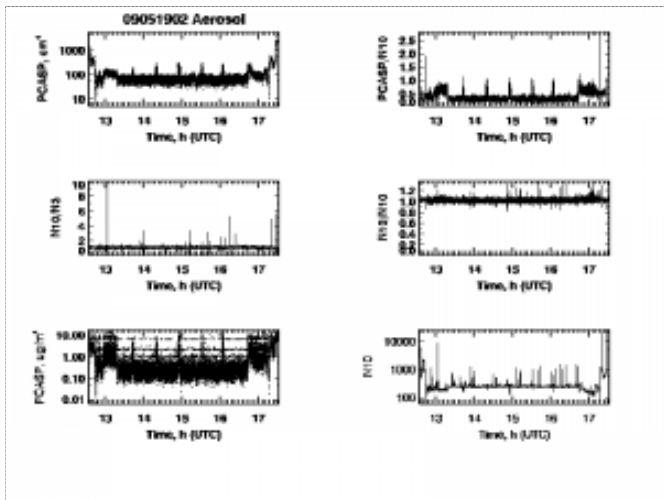 09051902 Aerosol
PCASP, cm⁻³
1000
100
10
13 14 15 16 17
Time, h (UTC)
PCASP/N10
2.5
2.0
1.5
1.0
0.5
0.0
13 14 15 16 17
Time, h (UTC)
N10/N3
10
8
6
4
2
0
13 14 15 16 17
Time, h (UTC)
1.2
1.0
0.8
0.6
0.4
0.2
0.0
13 14 15 16 17
Time, h (UTC)
PCASP, ug/m³
10.00
1.00
0.10
0.01
13 14 15 16 17
Time, h (UTC)
N10
10000
1000
100
13 14 15 16 17
Time, h (UTC)